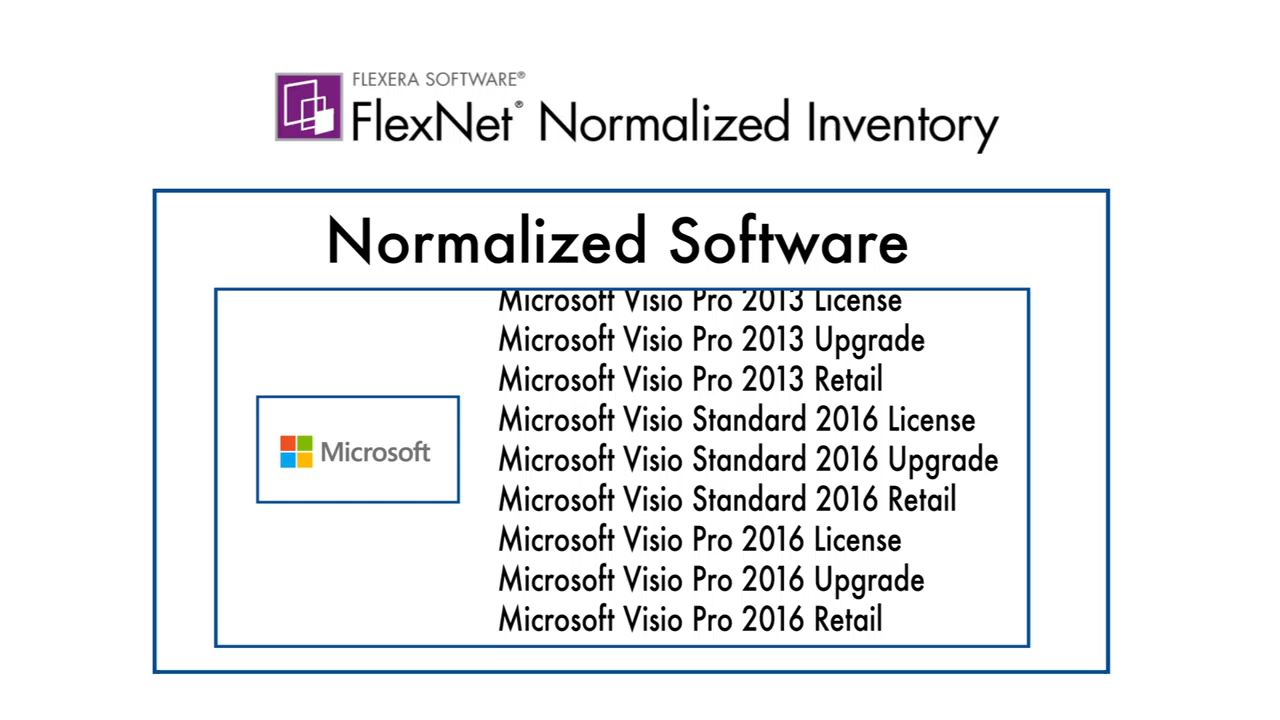 FLEXERA SOFTWARE®
FlexNet® Normalized Inventory
Normalized Software
Microsoft Visio Pro 2013 License
Microsoft Visio Pro 2013 Upgrade
Microsoft Visio Pro 2013 Retail
Microsoft Visio Standard 2016 License
Microsoft
Microsoft Visio Standard 2016 Upgrade
Microsoft Visio Standard 2016 Retail
Microsoft Visio Pro 2016 License
Microsoft Visio Pro 2016 Upgrade
Microsoft Visio Pro 2016 Retail